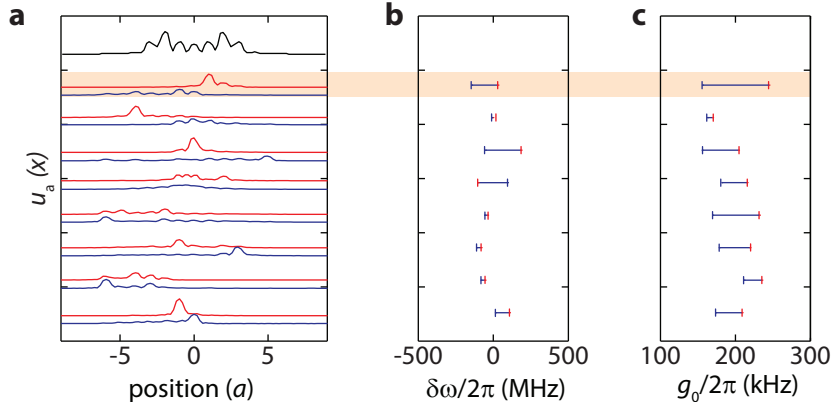 a
b
c
u_a (x)
-5
0
5
-500
0
500
100
200
300
position (a)
δω/2π (MHz)
g_0/2π (kHz)